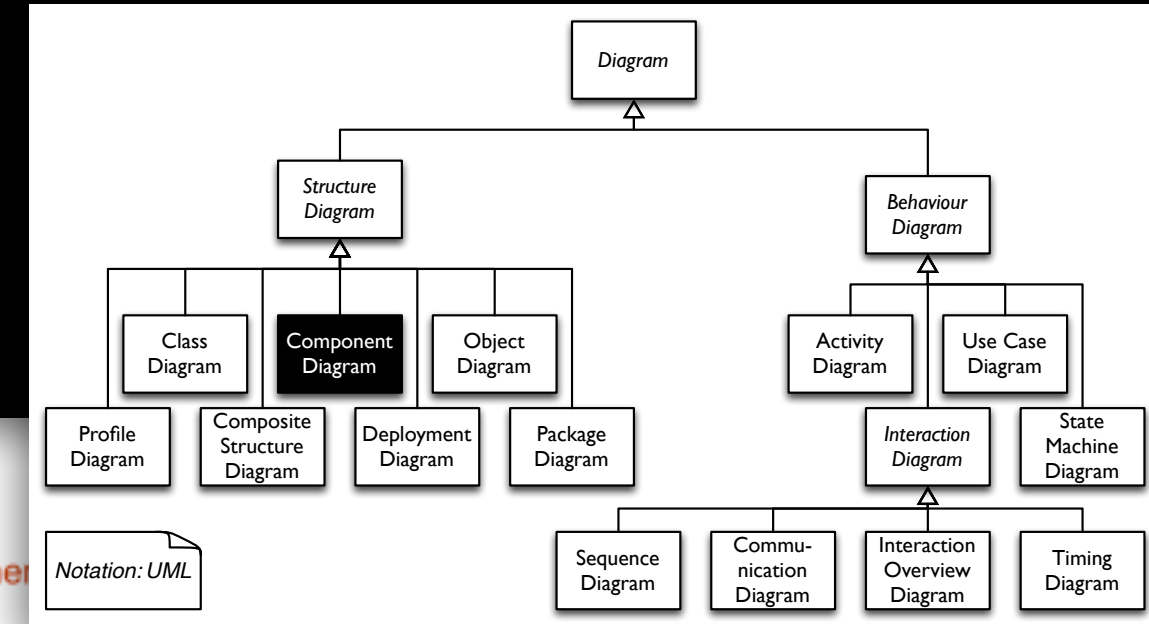 Diagram
Structure
Diagram
Behaviour
Diagram
Class
Diagram
Component
Diagram
Object
Diagram
Activity
Diagram
Use Case
Diagram
Profile
Diagram
Composite
Structure
Diagram
Deployment
Diagram
Package
Diagram
Interaction
Diagram
State
Machine
Diagram
Notation: UML
Sequence
Diagram
Commu-
nication
Diagram
Interaction
Overview
Diagram
Timing
Diagram